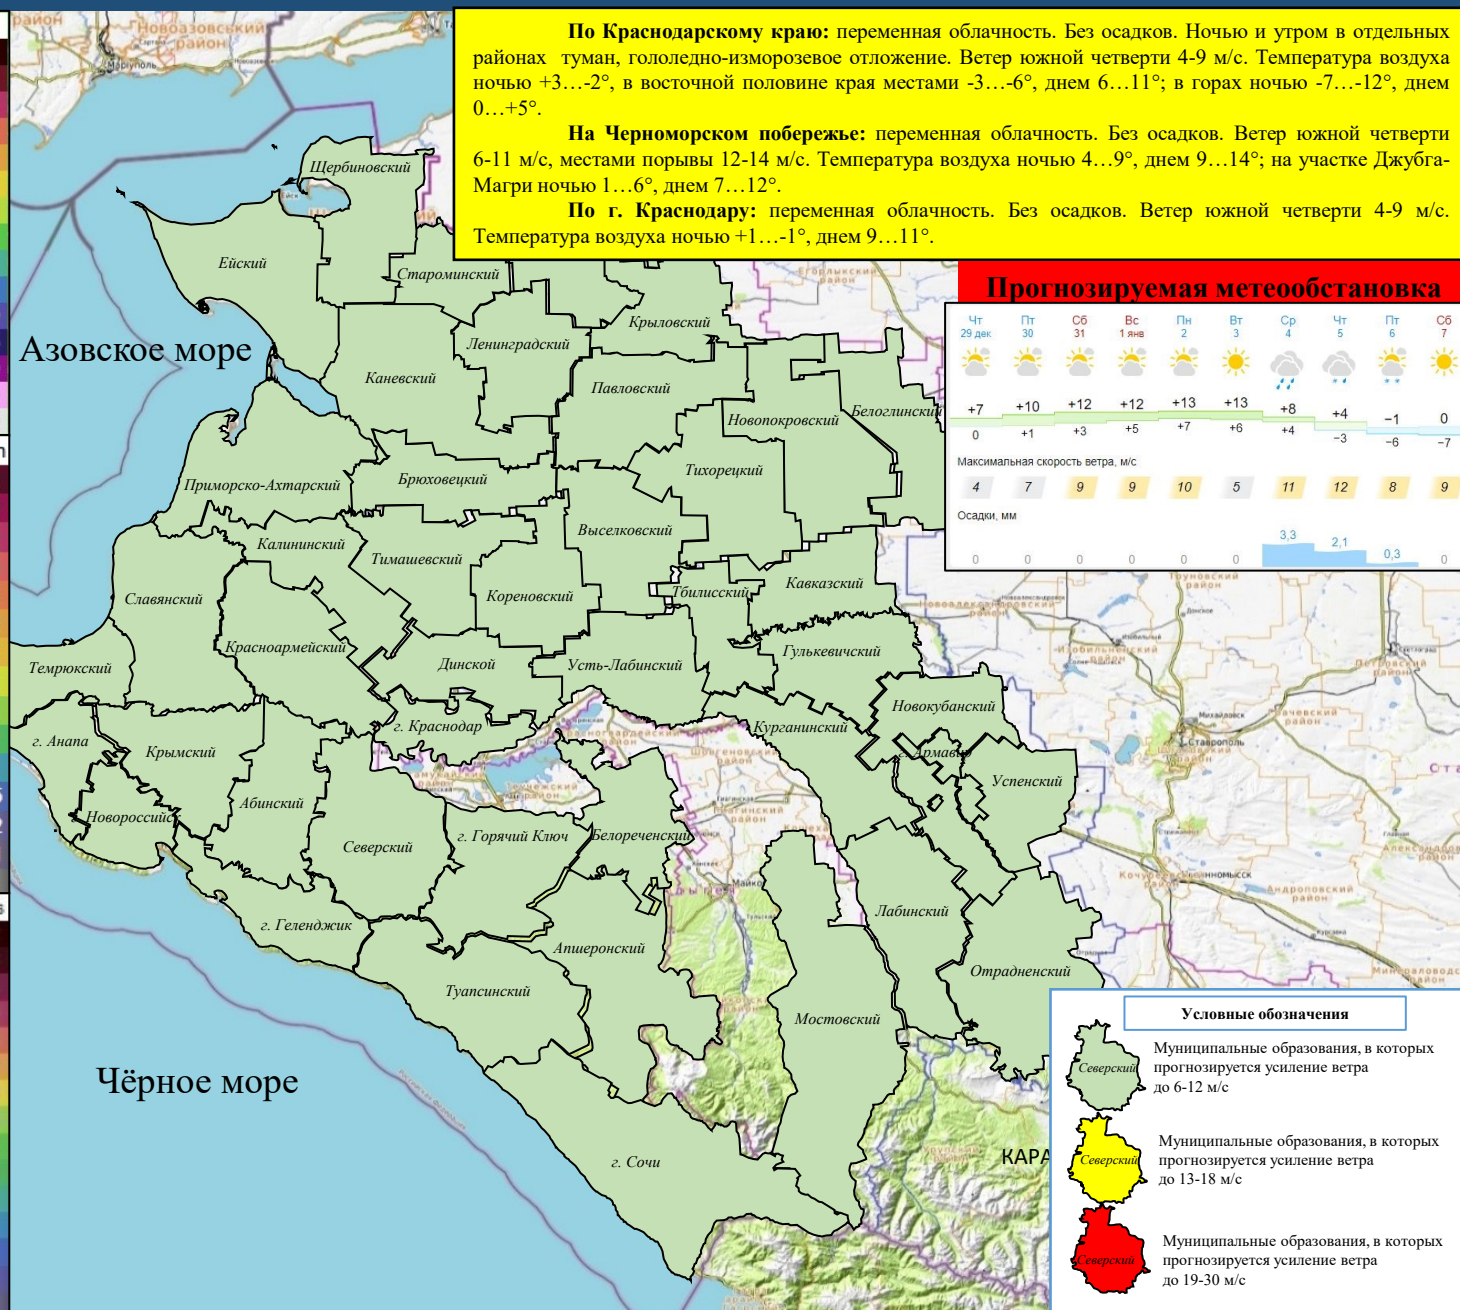 По Краснодарскому краю: переменная облачность. Без осадков. Ночью и утром в отдельных
районах туман, гололедно-изморозевое отложение. Ветер южной четверти 4-9 м/с. Температура воздуха
ночью +3…-2°, в восточной половине края местами -3…-6°, днем 6…11°; в горах ночью -7…-12°, днем
0…+5°.
На Черноморском побережье: переменная облачность. Без осадков. Ветер южной четверти
6-11 м/с, местами порывы 12-14 м/с. Температура воздуха ночью 4…9°, днем 9…14°; на участке Джубга-
Магри ночью 1…6°, днем 7…12°.
По г. Краснодару: переменная облачность. Без осадков. Ветер южной четверти 4-9 м/с.
Температура воздуха ночью +1…-1°, днем 9…11°.
Прогнозируемая метеообстановка
Чт Пт Сб Вс Пн Вт Ср Чт Пт Сб
29 дек 30 31 1 янв 2 3 4 5 6 7
+7 +10 +12 +12 +13 +13 +8 +4 −1 0
0 +1 +3 +5 +7 +6 +4 −3 −6 −7
Максимальная скорость ветра, м/с
4 7 9 9 10 5 11 12 8 9
Осадки, мм
0 0 0 0 0 0 3,3 2,1 0,3 0
Новоазовський
район
Мариуполь
Щербиновский
Ейский
Староминский
Егорлыкский
район
Крыловский
Ленинградский
Азовское море
Каневский
Павловский
Белоглинский
Новопокровский
Тихорецкий
Брюховецкий
Приморско-Ахтарский
Выселковский
Калининский
Тимашевский
Кавказский
Тбилисский
Кореновский
Славянский
Красноармейский
Гулькевичский
Динской
Усть-Лабинский
Темрюкский
Новокубанский
г. Краснодар
Курганинский
г. Анапа
Крымский
г. Армавир
Успенский
Абинский
Новороссийск
г. Горячий Ключ
Белореченский
Северский
Лабинский
г. Геленджик
Апшеронский
Отрадненский
Туапсинский
Мостовский
Чёрное море
г. Сочи
КАРА
Михайловск
Ставрополь
Андроповский
район
Условные обозначения
Северский
Муниципальные образования, в которых
прогнозируется усиление ветра
до 6-12 м/с
Северский
Муниципальные образования, в которых
прогнозируется усиление ветра
до 13-18 м/с
Северский
Муниципальные образования, в которых
прогнозируется усиление ветра
до 19-30 м/с